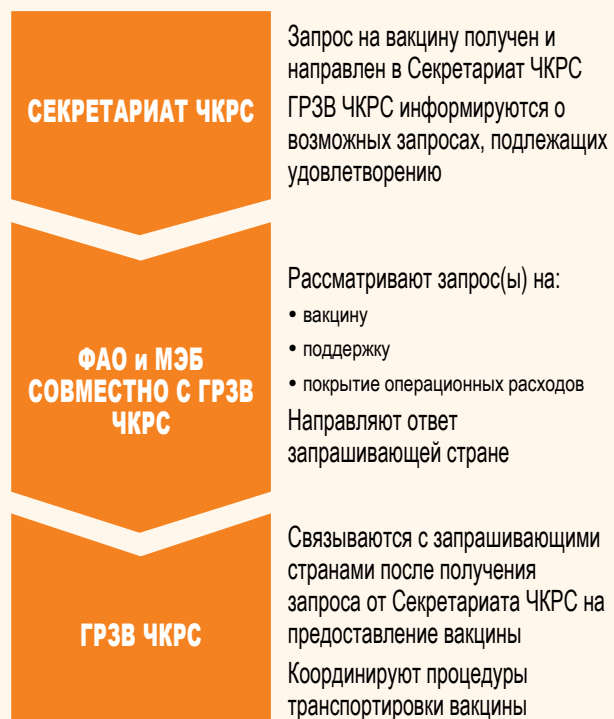 СЕКРЕТАРИАТ ЧКРС
Запрос на вакцину получен и
направлен в Секретариат ЧКРС
ГРЗВ ЧКРС информируются о
возможных запросах, подлежащих
удовлетворению
ФАО и МЭБ
СОВМЕСТНО С ГРЗВ
ЧКРС
Рассматривают запрос(ы) на:
• вакцину
• поддержку
• покрытие операционных расходов
Направляют ответ
запрашивающей стране
ГРЗВ ЧКРС
Связываются с запрашивающими
странами после получения
запроса от Секретариата ЧКРС на
предоставление вакцины
Координируют процедуры
транспортировки вакцины